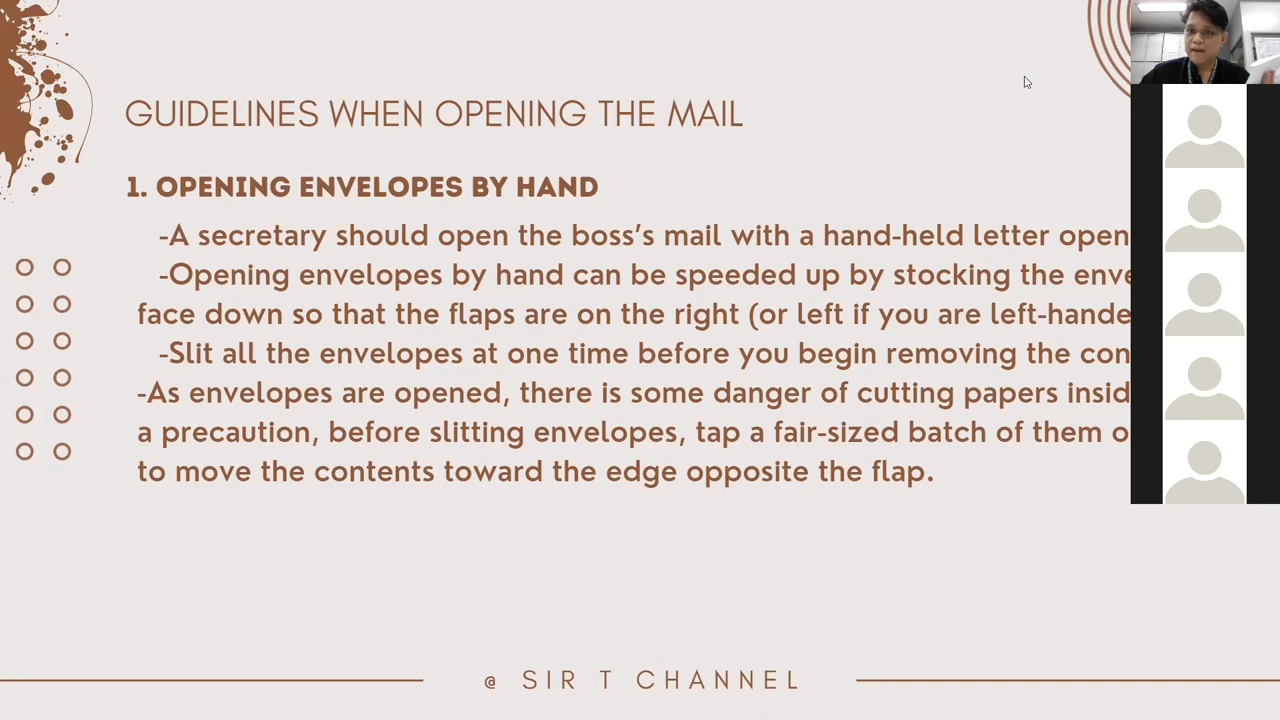 GUIDELINES WHEN OPENING THE MAIL
1. OPENING ENVELOPES BY HAND
-A secretary should open the boss's mail with a hand-held letter open
-Opening envelopes by hand can be speeded up by stocking the enve
face down so that the flaps are on the right (or left if you are left-hande
-Slit all the envelopes at one time before you begin removing the con
-As envelopes are opened, there is some danger of cutting papers insid
a precaution, before slitting envelopes, tap a fair-sized batch of them o
to move the contents toward the edge opposite the flap.
@ SIR T CHANNEL